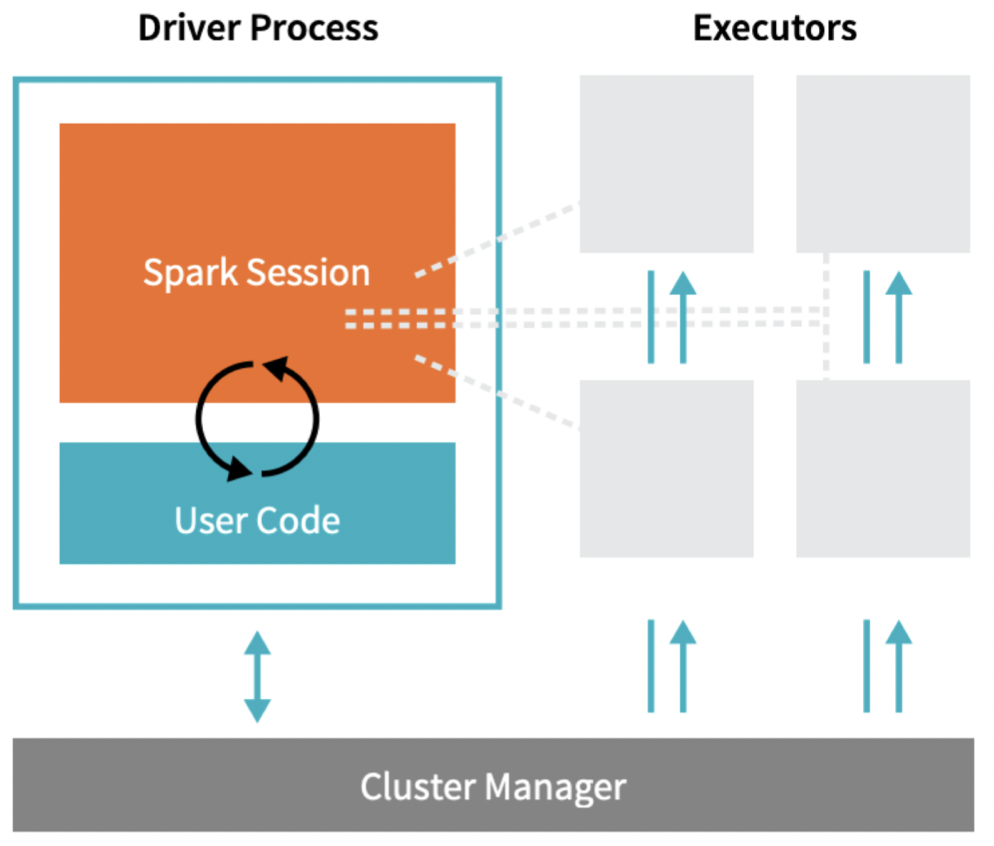 Driver Process
Executors
Spark Session
User Code
Cluster Manager